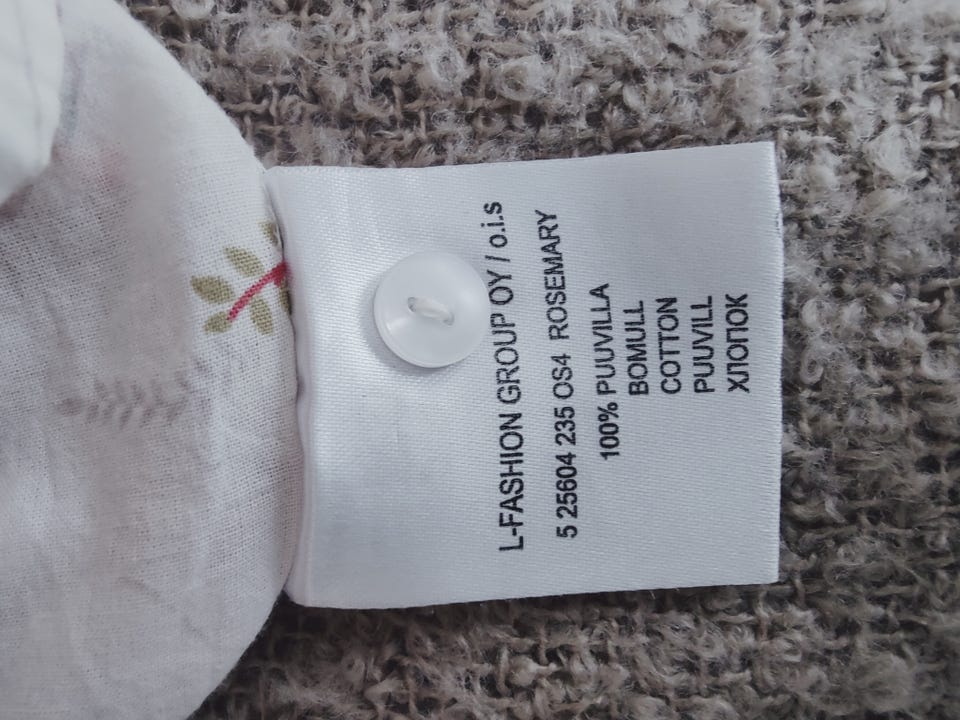 L-FASHION GROUP OY / o.i.s
5 25604 235 OS4 ROSEMARY
100% PUUVILLA
BOMULL
COTTON
PUUVILL
ХЛОПОК